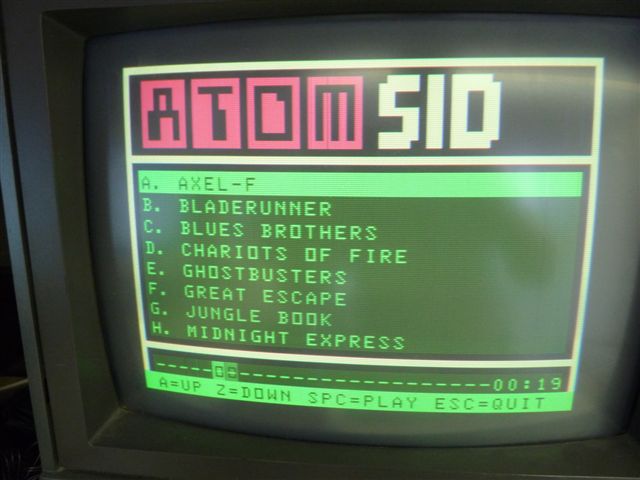 ATOM SID
A. AXEL-F
B. BLADERUNNER
C. BLUES BROTHERS
D. CHARIOTS OF FIRE
E. GHOSTBUSTERS
F. GREAT ESCAPE
G. JUNGLE BOOK
H. MIDNIGHT EXPRESS
00:19
A=UP Z=DOWN SPC=PLAY ESC=QUIT